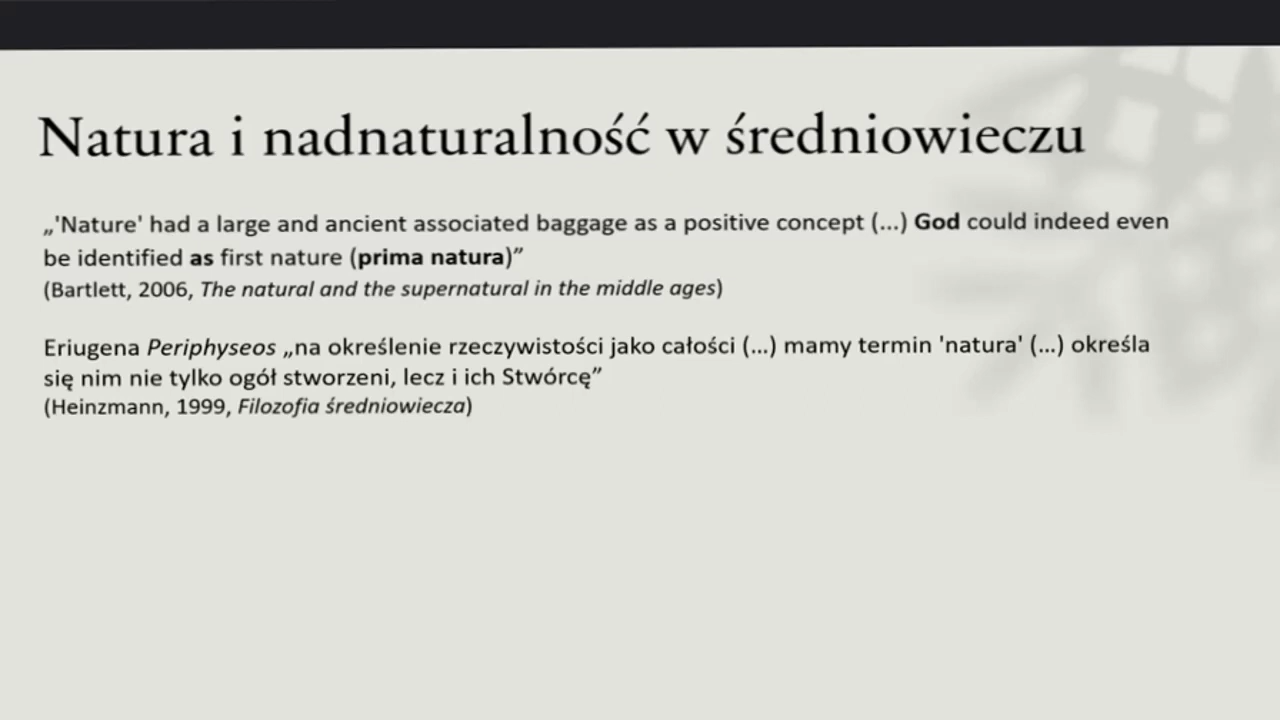 Natura i nadnaturalność w średniowieczu
„'Nature' had a large and ancient associated baggage as a positive concept (...) God could indeed even
be identified as first nature (prima natura)”
(Bartlett, 2006, The natural and the supernatural in the middle ages)
Eriugena Periphyseos „na określenie rzeczywistości jako całości (...) mamy termin 'natura' (...) określa
się nim nie tylko ogół stworzeni, lecz i ich Stwórcę”
(Heinzmann, 1999, Filozofia średniowiecza)